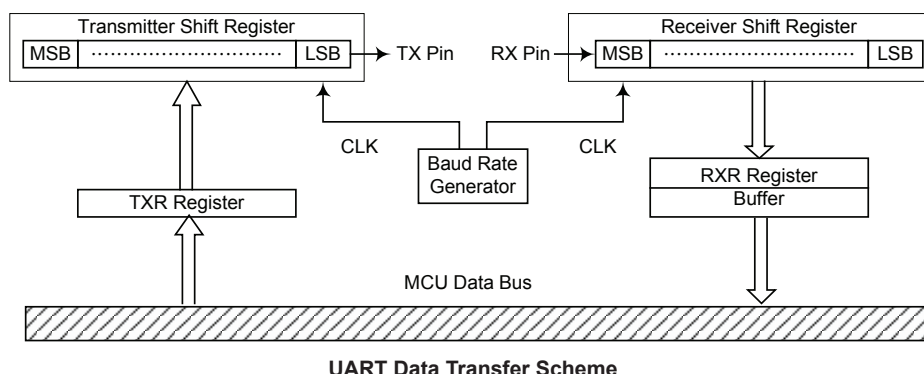 Transmitter Shift Register
MSB ................................ LSB
TX Pin
RX Pin
Receiver Shift Register
MSB ................................ LSB
CLK
CLK
Baud Rate
Generator
TXR Register
RXR Register
Buffer
MCU Data Bus
UART Data Transfer Scheme